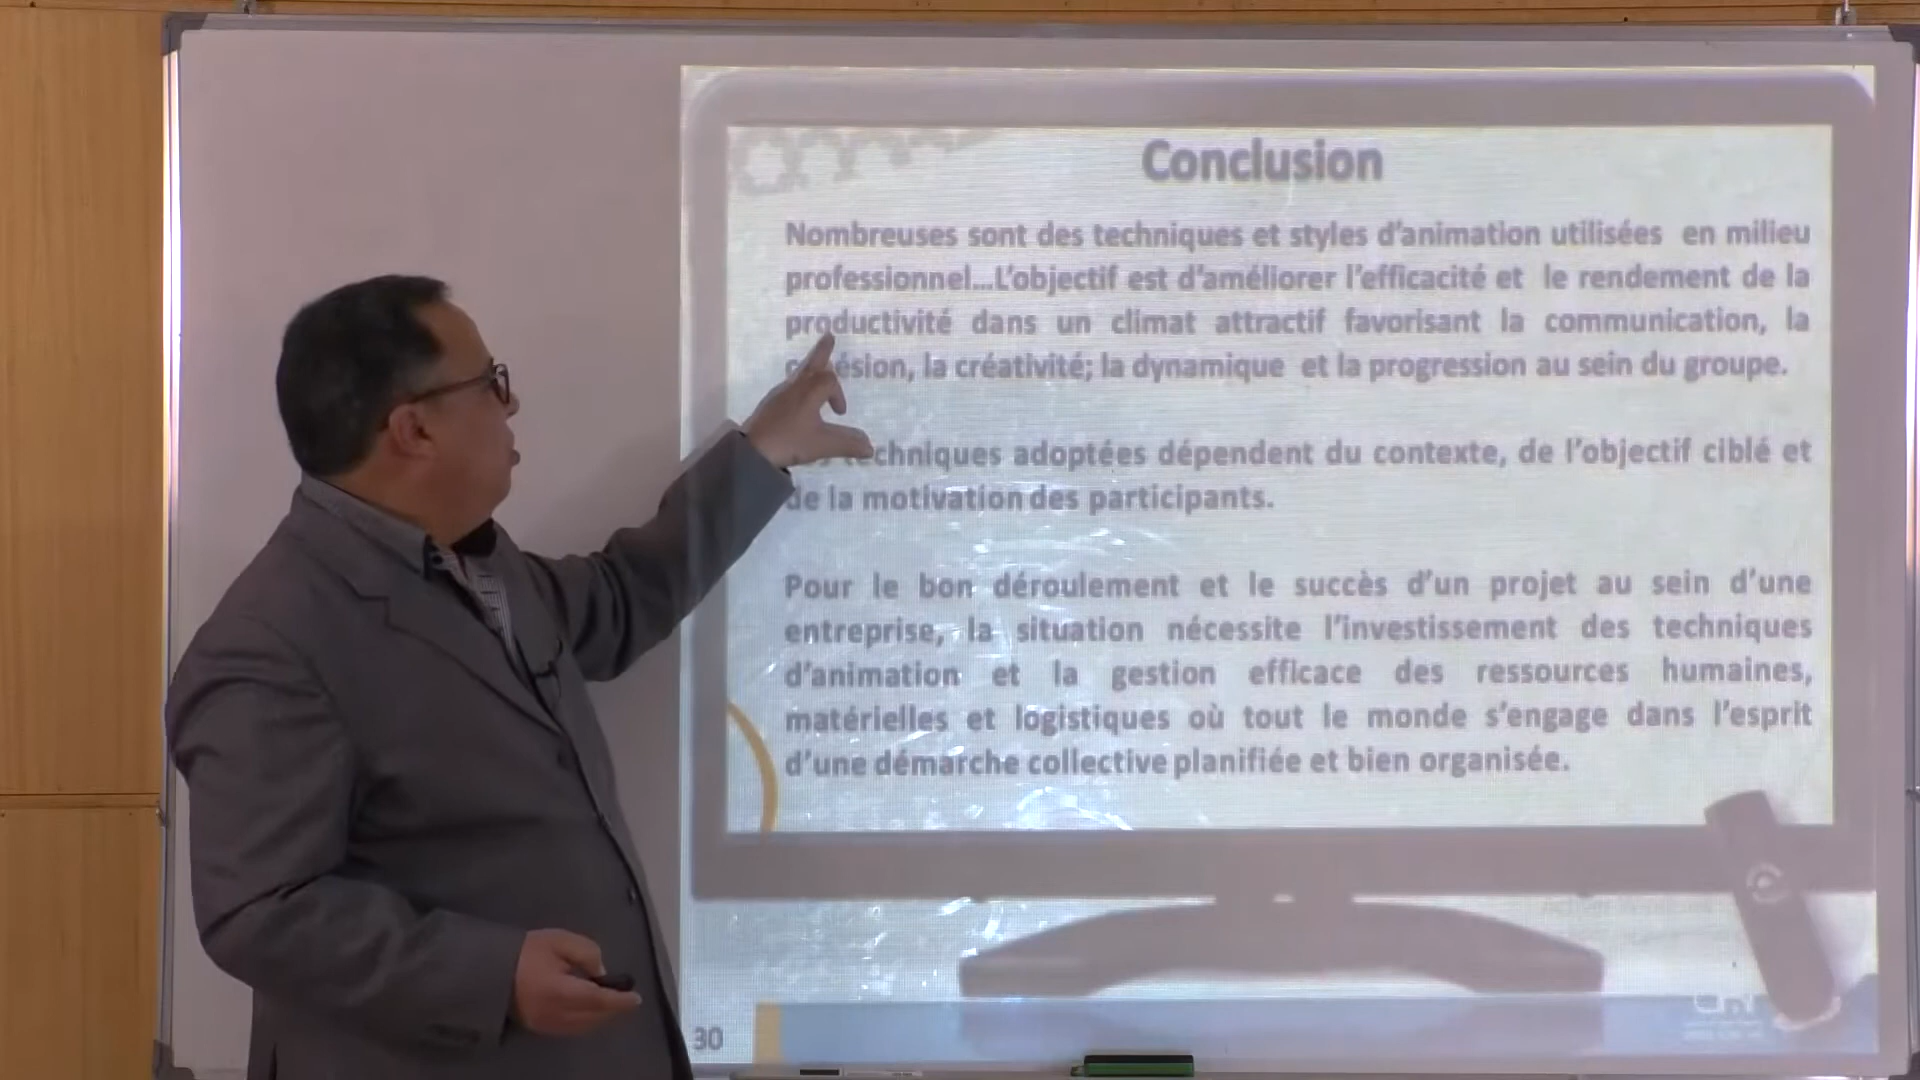 Conclusion
Nombreuses sont des techniques et styles d'animation utilisées en milieu
professionnel...L'objectif est d'améliorer l'efficacité et le rendement de la
productivité dans un climat attractif favorisant la communication, la
la créativité; la dynamique et la progression au sein du groupe.
adoptées dépendent du contexte, de l'objectif ciblé et
de la motivation des participants.
Pour le bon déroulement et le succès d'un projet au sein d'une
entreprise, la situation nécessite l'investissement des techniques
d'animation et la gestion efficace des ressources humaines,
matérielles et logistiques où tout le monde s'engage dans l'esprit
d'une démarche collective planifiée et bien organisée.
30